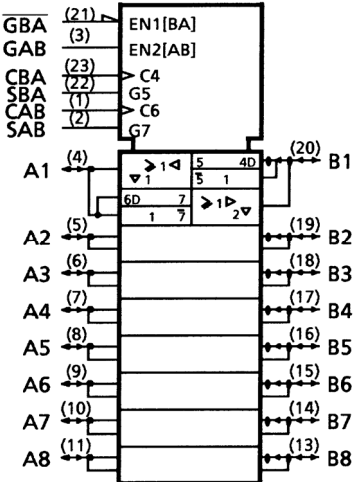 G̅B̅A̅ (21) EN1[BA]
GAB (3) EN2[AB]
CBA (23) C4
SBA (22) G5
CAB (1) C6
SAB (2) G7
A1 (4) ≥1 ▽1 5 4D 5̅ 1 (20) B1
6D 7 1 7̅ ≥1 2▽
A2 (5) (19) B2
A3 (6) (18) B3
A4 (7) (17) B4
A5 (8) (16) B5
A6 (9) (15) B6
A7 (10) (14) B7
A8 (11) (13) B8